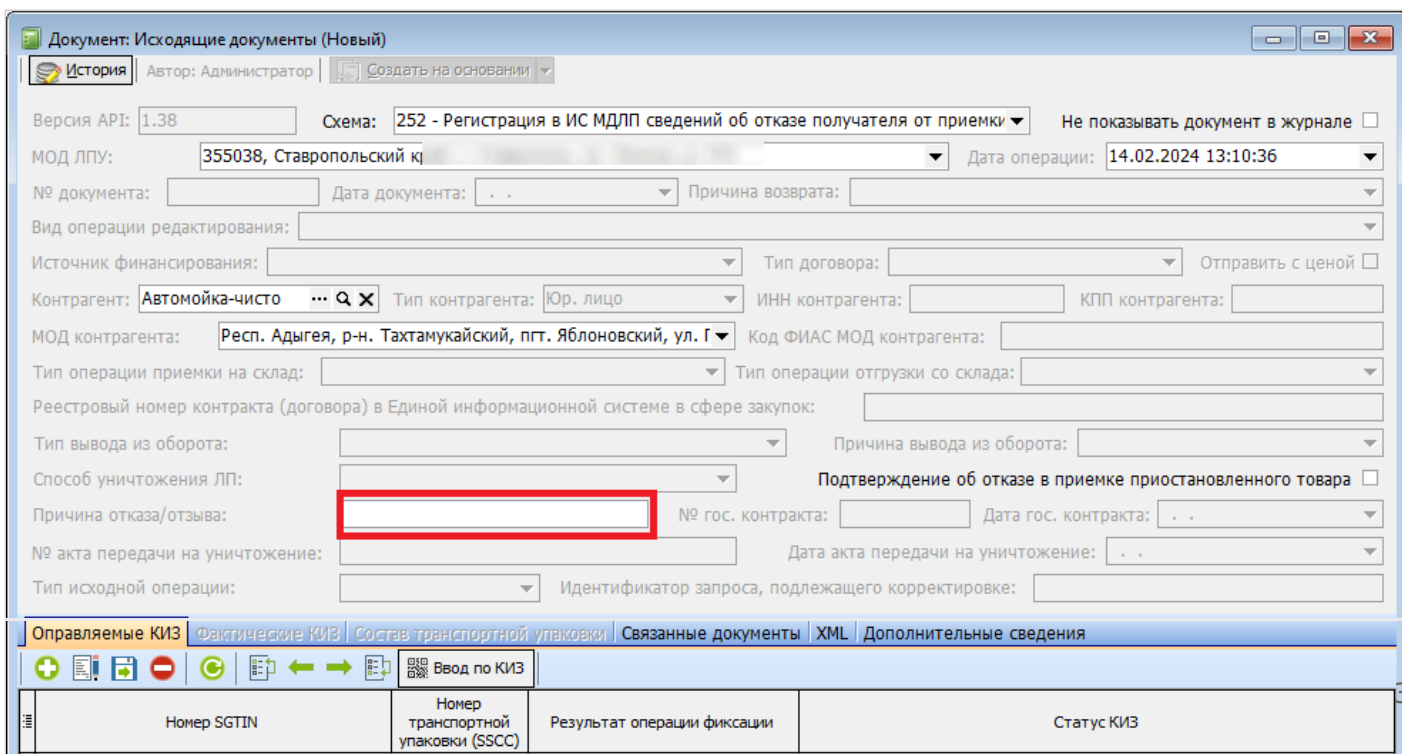 Документ: Исходящие документы (Новый)
История Автор: Администратор Создать на основании
Версия API: 1.38 Схема: 252 - Регистрация в ИС МДЛП сведений об отказе получателя от приемки Не показывать документ в журнале
МОД ЛПУ: 355038, Ставропольский Дата операции: 14.02.2024 13:10:36
№ документа: Дата документа: . . Причина возврата:
Вид операции редактирования:
Источник финансирования: Тип договора: Отправить с ценой
Контрагент: Автомойка-чисто ... Тип контрагента: Юр. лицо ИНН контрагента: КПП контрагента:
МОД контрагента: Респ. Адыгея, р-н. Тахтамукайский, пгт. Яблоновский, ул. Код ФИАС МОД контрагента:
Тип операции приемки на склад: Тип операции отгрузки со склада:
Реестровый номер контракта (договора) в Единой информационной системе в сфере закупок:
Тип вывода из оборота: Причина вывода из оборота:
Способ уничтожения ЛП: Подтверждение об отказе в приемке приостановленного товара
Причина отказа/отзыва: № гос. контракта: Дата гос. контракта: . .
№ акта передачи на уничтожение: Дата акта передачи на уничтожение: . .
Тип исходной операции: Идентификатор запроса, подлежащего корректировке:
Оправляемые КИЗ Фактические КИЗ Состав транспортной упаковки Связанные документы XML Дополнительные сведения
Ввод по КИЗ
Номер SGTIN Номер транспортной упаковки (SSCC) Результат операции фиксации Статус КИЗ